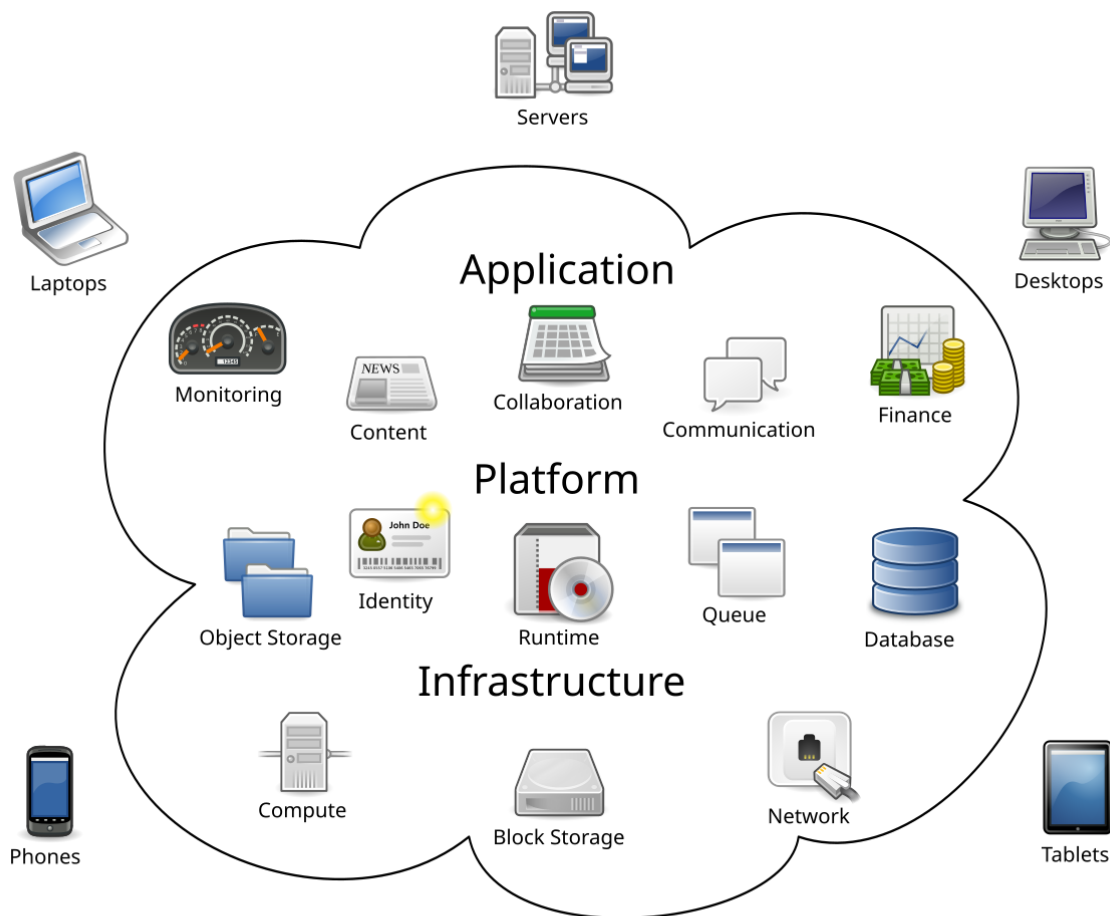 Servers
Laptops
Desktops
Application
Monitoring
NEWS
Content
Collaboration
Communication
Finance
Platform
John Doe
Object Storage
Identity
Runtime
Queue
Database
Infrastructure
Compute
Block Storage
Network
Phones
Tablets